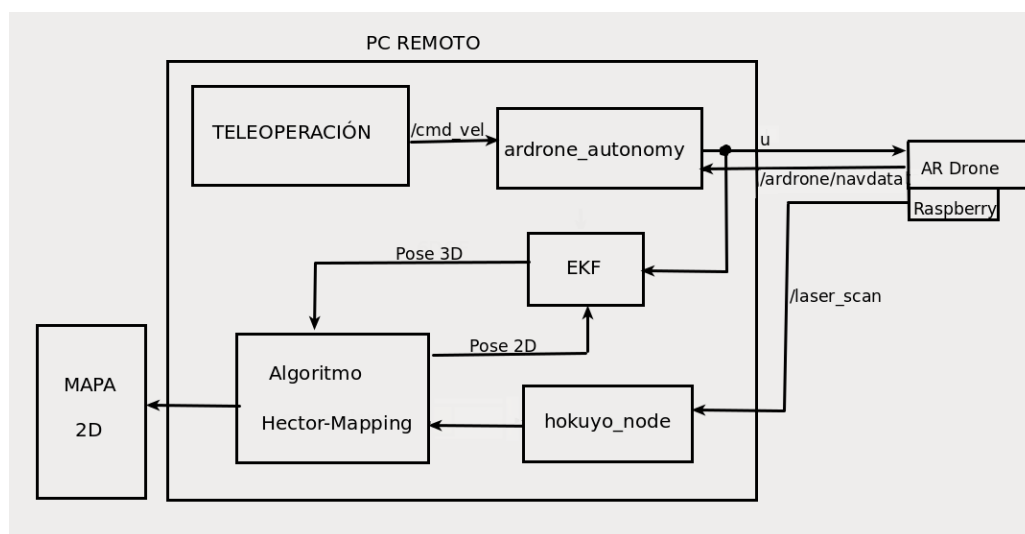 PC REMOTO
TELEOPERACIÓN
/cmd_vel
ardrone_autonomy
u
/ardrone/navdata
AR Drone
Raspberry
Pose 3D
EKF
/laser_scan
Pose 2D
Algoritmo
Hector-Mapping
hokuyo_node
MAPA
2D